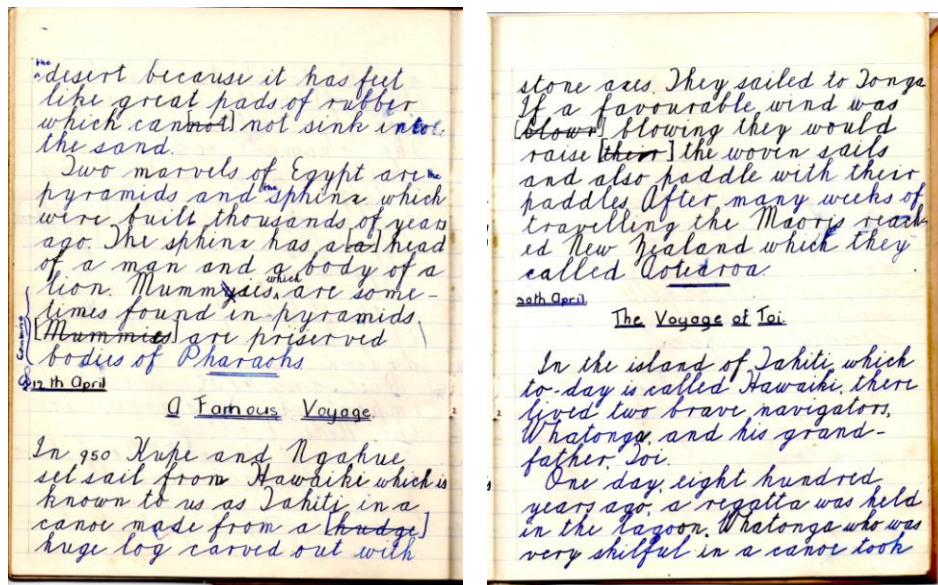 the desert because it has feet
like great pads of rubber
which can[not] not sink into
the sand.
Two marvels of Egypt are the
pyramids and the sphinx which
were built thousands of years
ago. The sphinx has a [a] head
of a man and a body of a
lion. Mummies which are some-
times found in pyramids
[Mummies] are preserved
bodies of Pharaohs.
12th April
A Famous Voyage
In 950 Kupe and Ngahue
set sail from Hawaiki which is
known to us as Tahiti in a
canoe made from a [hudge]
huge log carved out with
stone axes. They sailed to Tonga
If a favourable wind was
[blowr] blowing they would
raise [their] the woven sails
and also paddle with their
paddles. After many weeks of
travelling the Maoris reach-
ed New Zealand which they
called Aotearoa
20th April
The Voyage of Toi
In the island of Tahiti which
to-day is called Hawaiki, there
lived two brave navigators,
Whatonga, and his grand-
father, Toi.
One day, eight hundred
years ago, a regatta was held
in the lagoon. Whatonga who was
very skilful in a canoe took